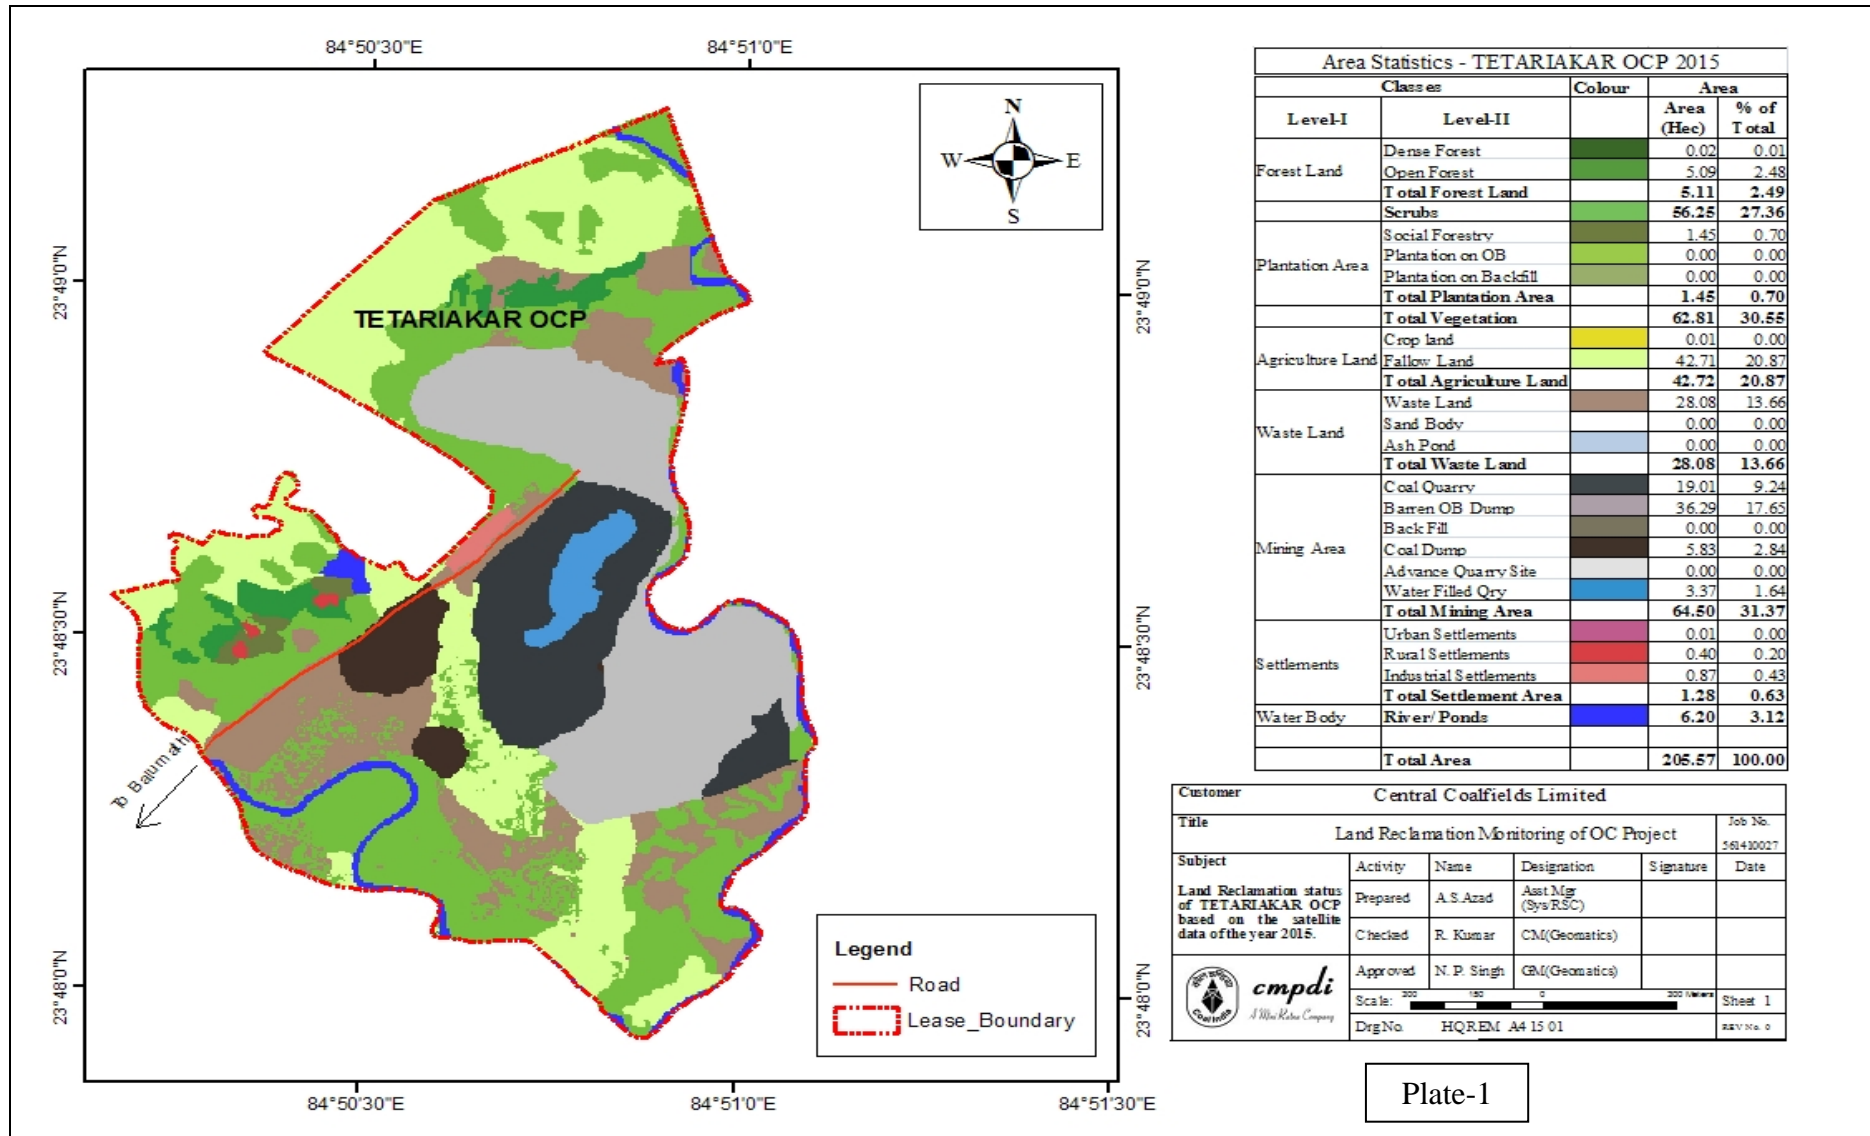 84°50'30"E 84°51'0"E
N
W E
S
23°49'0"N
23°49'0"N
TETARIAKAR OCP
23°48'30"N
23°48'30"N
To Balumath
Legend
Road
Lease_Boundary
23°48'0"N
23°48'0"N
84°50'30"E 84°51'0"E 84°51'30"E
Area Statistics - TETARIAKAR OCP 2015
Classes Colour Area
Level-I Level-II Area (Hec) % of Total
Forest Land
Dense Forest 0.02 0.01
Open Forest 5.09 2.48
Total Forest Land 5.11 2.49
Scrubs 56.25 27.36
Plantation Area
Social Forestry 1.45 0.70
Plantation on OB 0.00 0.00
Plantation on Backfill 0.00 0.00
Total Plantation Area 1.45 0.70
Total Vegetation 62.81 30.55
Agriculture Land
Crop land 0.01 0.00
Fallow Land 42.71 20.87
Total Agriculture Land 42.72 20.87
Waste Land
Waste Land 28.08 13.66
Sand Body 0.00 0.00
Ash Pond 0.00 0.00
Total Waste Land 28.08 13.66
Mining Area
Coal Quarry 19.01 9.24
Barren OB Dump 36.29 17.65
Back Fill 0.00 0.00
Coal Dump 5.83 2.84
Advance Quarry Site 0.00 0.00
Water Filled Qry 3.37 1.64
Total Mining Area 64.50 31.37
Settlements
Urban Settlements 0.01 0.00
Rural Settlements 0.40 0.20
Industrial Settlements 0.87 0.43
Total Settlement Area 1.28 0.63
Water Body River/ Ponds 6.20 3.12
Total Area 205.57 100.00
Customer Central Coalfields Limited
Title Land Reclamation Monitoring of OC Project
Job No.
561410027
Subject
Land Reclamation status
of TETARIAKAR OCP
based on the satellite
data of the year 2015.
Activity Name Designation Signature Date
Prepared A.S.Azad Asst.Mgr (Sys/RSC)
Checked R. Kumar CM(Geomatics)
Approved N. P. Singh GM(Geomatics)
Scale: 300 150 0 300 Meters Sheet 1
Drg No. HQREM A4 15 01 REV No. 0
Coal India
cmpdi
A Mini Ratna Company
Plate-1